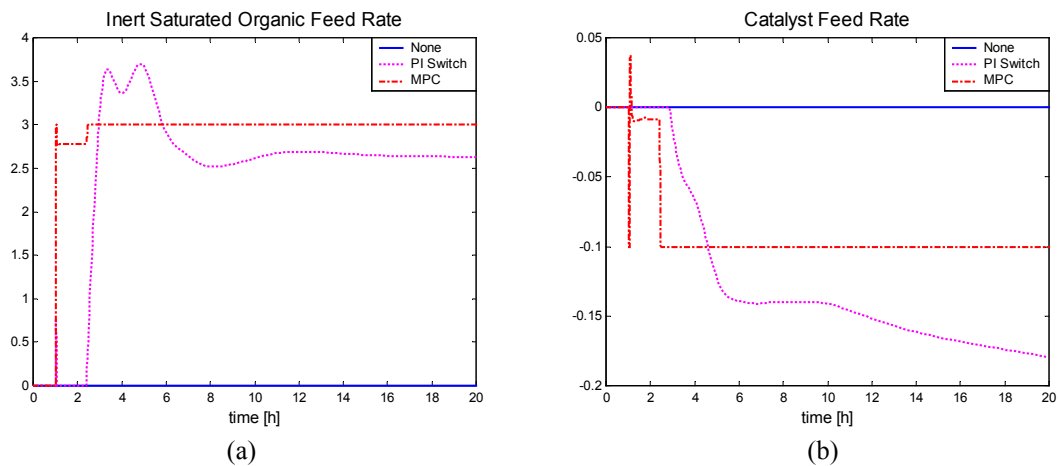 Inert Saturated Organic Feed Rate
4
3.5
3
2.5
2
1.5
1
0.5
0
0 2 4 6 8 10 12 14 16 18 20
time [h]
None
PI Switch
MPC
(a)
Catalyst Feed Rate
0.05
0
-0.05
-0.1
-0.15
-0.2
0 2 4 6 8 10 12 14 16 18 20
time [h]
None
PI Switch
MPC
(b)